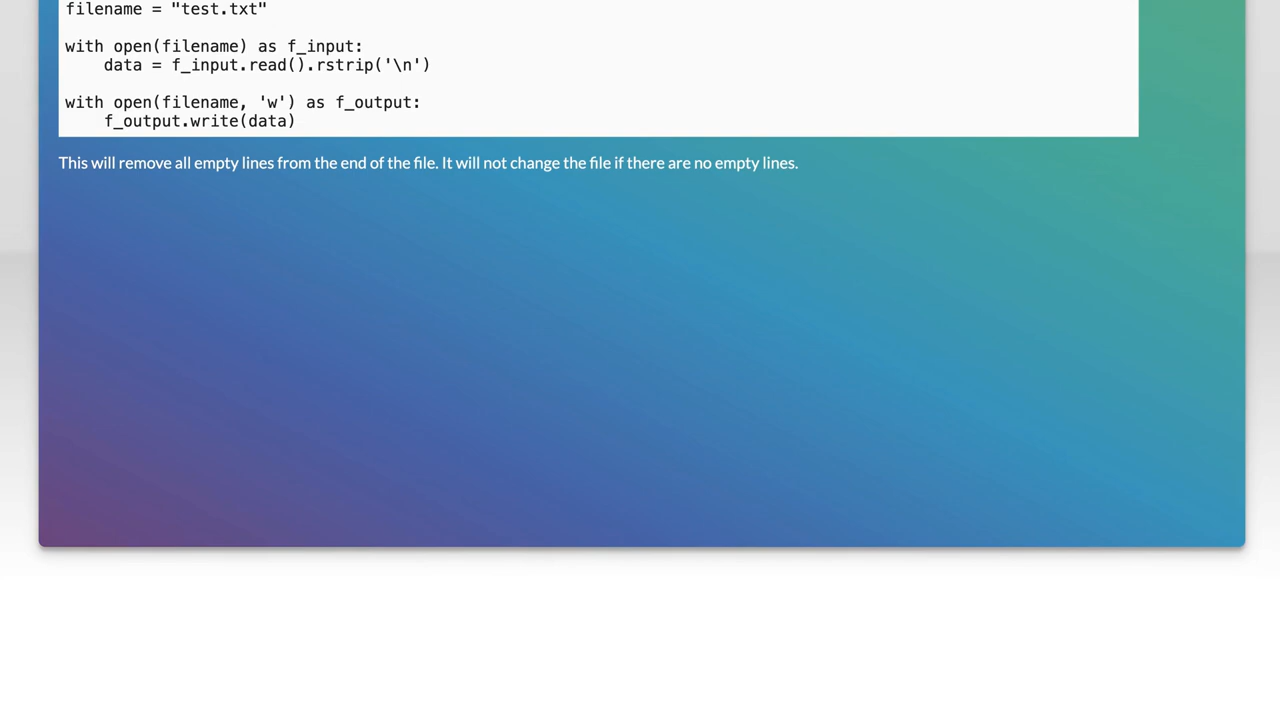 filename = "test.txt"
with open(filename) as f_input:
    data = f_input.read().rstrip('\n')
with open(filename, 'w') as f_output:
    f_output.write(data)
This will remove all empty lines from the end of the file. It will not change the file if there are no empty lines.